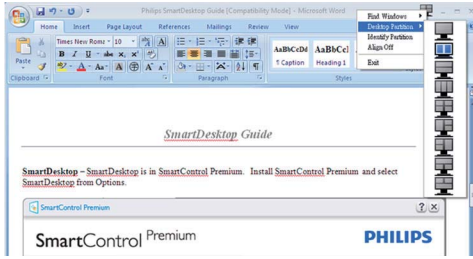 Philips SmartDesktop Guide [Compatibility Mode] - Microsoft Word
Home Insert Page Layout References Mailings Review View
Find Windows
Desktop Partition
Identify Partition
Align Off
Exit
Paste
Clipboard
Times New Roma 10
B I U
Font
Paragraph
AaBbCcDd AaBbCcl
¶ Caption Heading 1
Styles
SmartDesktop Guide
SmartDesktop – SmartDesktop is in SmartControl Premium. Install SmartControl Premium and select
SmartDesktop from Options.
SmartControl Premium
SmartControl Premium
PHILIPS